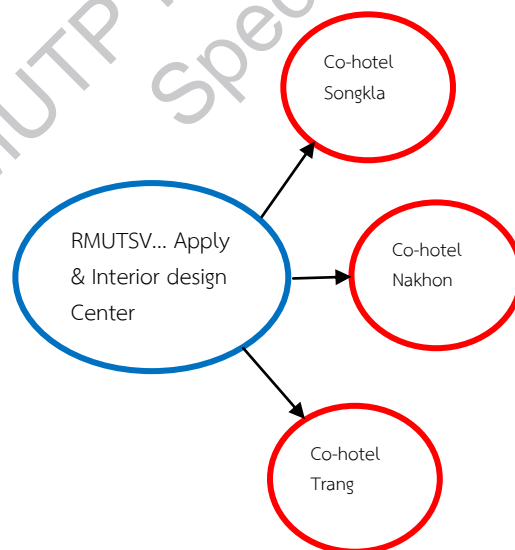 Co-hotel
Songkla
RMUTSV... Apply
& Interior design
Center
Co-hotel
Nakhon
Co-hotel
Trang